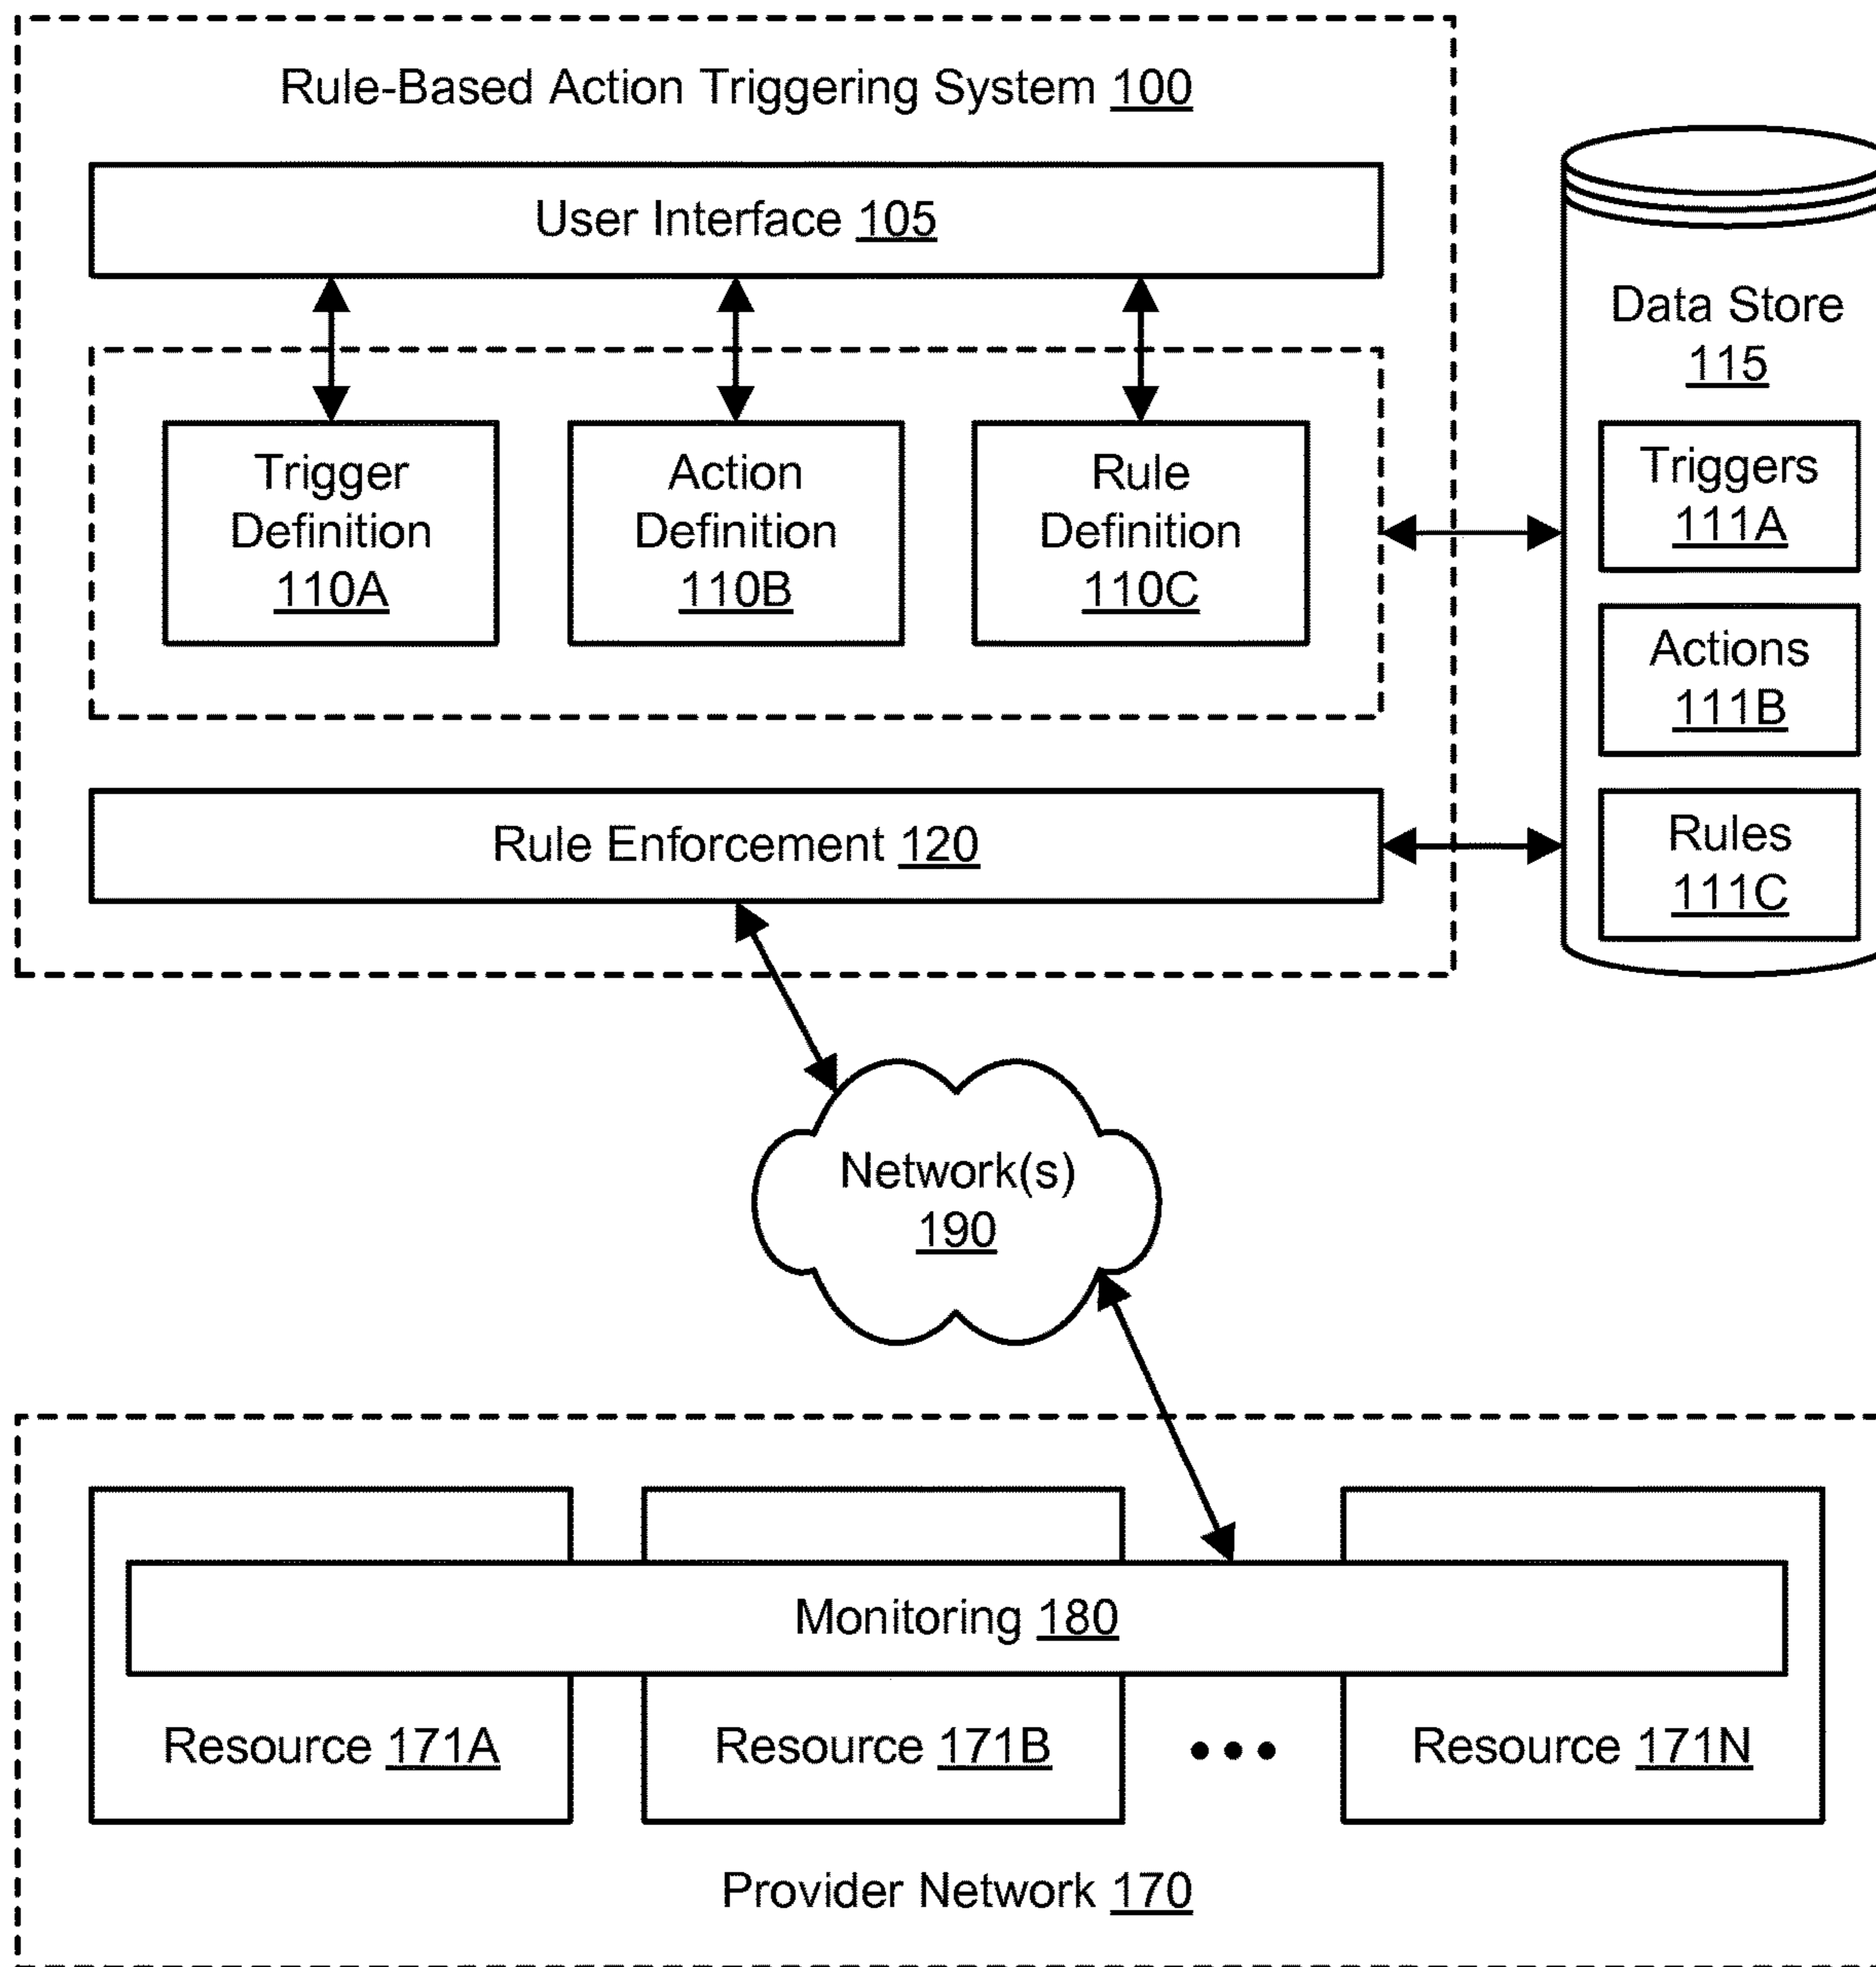 Rule-Based Action Triggering System 100
User Interface 105
Trigger
Definition
110A
Action
Definition
110B
Rule
Definition
110C
Rule Enforcement 120
Data Store
115
Triggers
111A
Actions
111B
Rules
111C
Network(s)
190
Monitoring 180
Resource 171A
Resource 171B
•••
Resource 171N
Provider Network 170